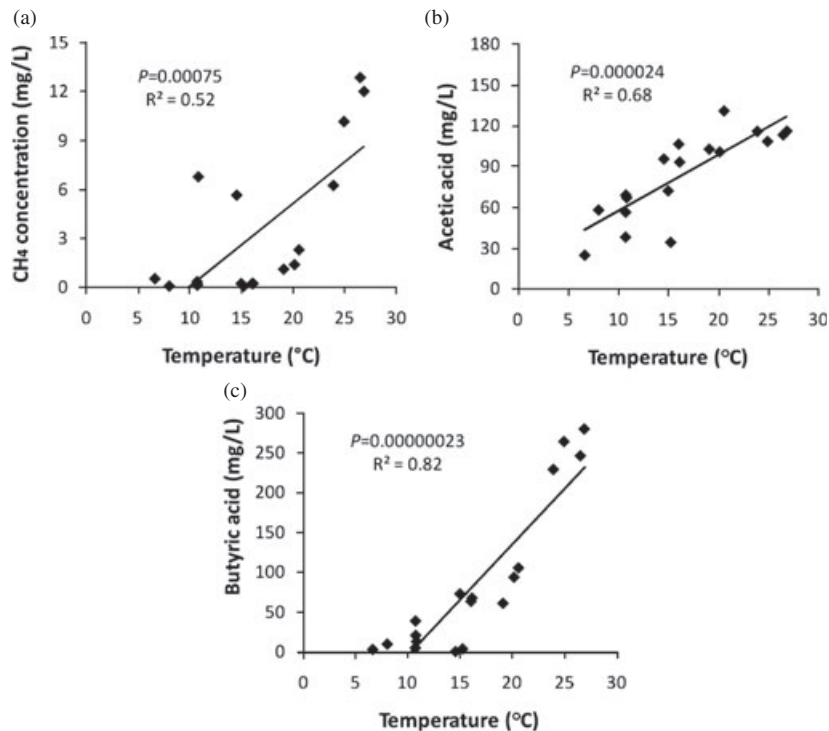 (a)
CH4 concentration (mg/L)
15
12
9
6
3
0
P=0.00075
R² = 0.52
0 5 10 15 20 25 30
Temperature (°C)
(b)
Acetic acid (mg/L)
180
150
120
90
60
30
0
P=0.000024
R² = 0.68
0 5 10 15 20 25 30
Temperature (°C)
(c)
Butyric acid (mg/L)
300
250
200
150
100
50
0
P=0.00000023
R² = 0.82
0 5 10 15 20 25 30
Temperature (°C)